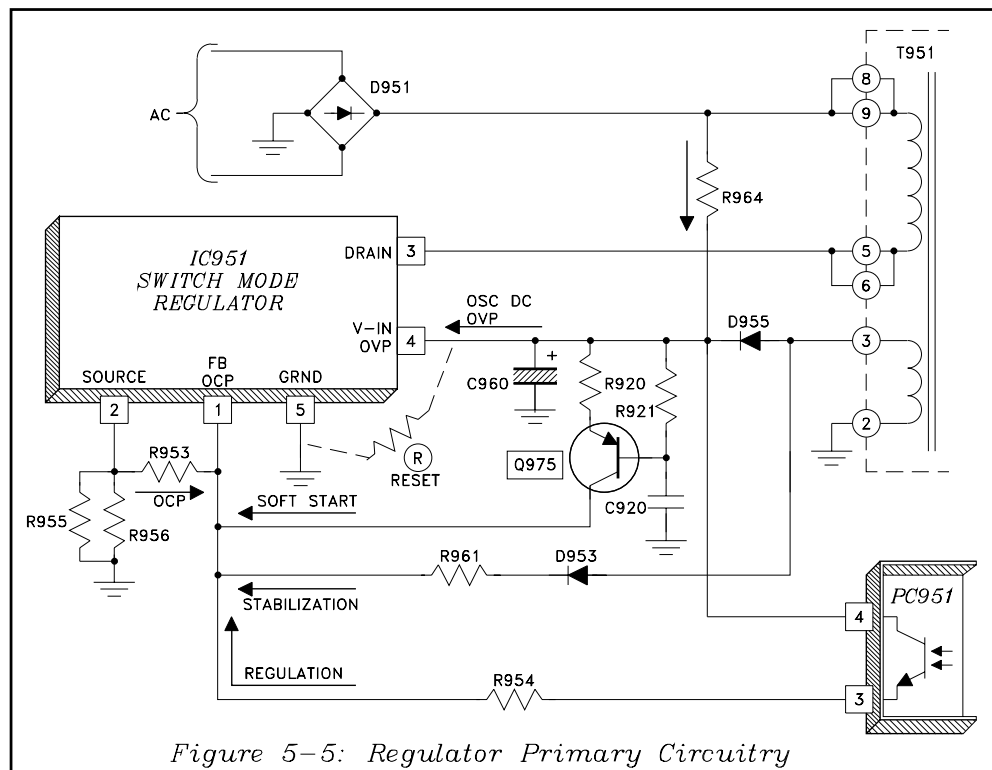 T951
8
D951
AC
9
R964
IC951
SWITCH MODE
REGULATOR
DRAIN
3
5
6
OSC DC
OVP
V-IN
OVP
4
D955
3
FB
OCP
SOURCE
GRND
2
1
5
+
C960
R920
R921
2
R953
OCP
R955
R956
R
RESET
Q975
C920
SOFT START
R961
D953
STABILIZATION
PC951
4
REGULATION
R954
3
Figure 5-5: Regulator Primary Circuitry